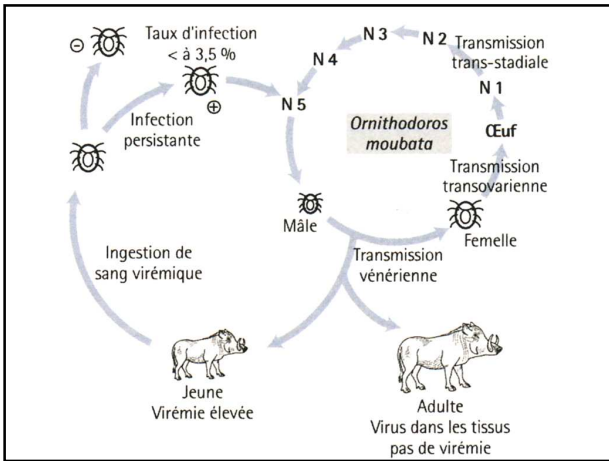 Taux d'infection
< à 3,5 %
⊖
⊕
Infection
persistante
N 5
N 4
N 3
N 2
N 1
Transmission
trans-stadiale
Ornithodoros
moubata
Œuf
Transmission
transovarienne
Mâle
Femelle
Transmission
vénérienne
Ingestion de
sang virémique
Jeune
Virémie élevée
Adulte
Virus dans les tissus
pas de virémie